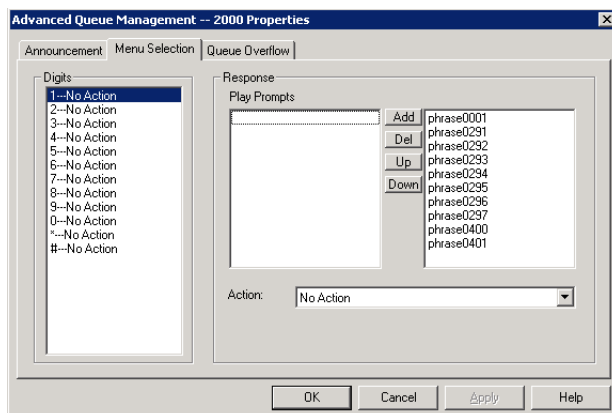 Advanced Queue Management -- 2000 Properties
Announcement Menu Selection Queue Overflow
Digits
1---No Action
2---No Action
3---No Action
4---No Action
5---No Action
6---No Action
7---No Action
8---No Action
9---No Action
0---No Action
*---No Action
#---No Action
Response
Play Prompts
Add
Del
Up
Down
phrase0001
phrase0291
phrase0292
phrase0293
phrase0294
phrase0295
phrase0296
phrase0297
phrase0400
phrase0401
Action: No Action
OK Cancel Apply Help